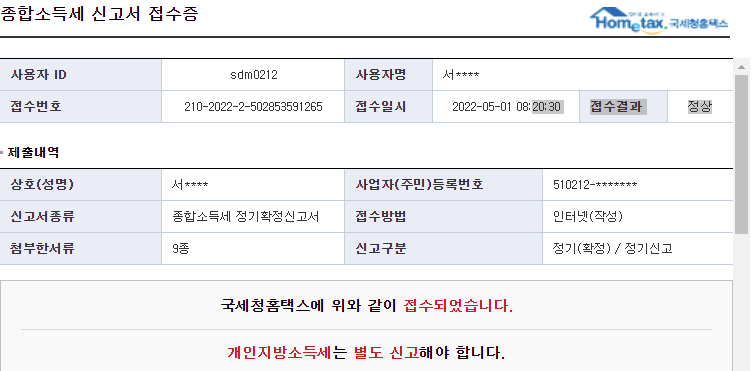 종합소득세 신고서 접수증
Hometax. 국세청홈택스
사용자 ID sdm0212 사용자명 서****
접수번호 210-2022-2-502853591265 접수일시 2022-05-01 08:20:30 접수결과 정상
제출내역
상호(성명) 서**** 사업자(주민)등록번호 510212-*******
신고서종류 종합소득세 정기확정신고서 접수방법 인터넷(작성)
첨부한서류 9종 신고구분 정기(확정) / 정기신고
국세청홈택스에 위와 같이 접수되었습니다.
개인지방소득세는 별도 신고해야 합니다.